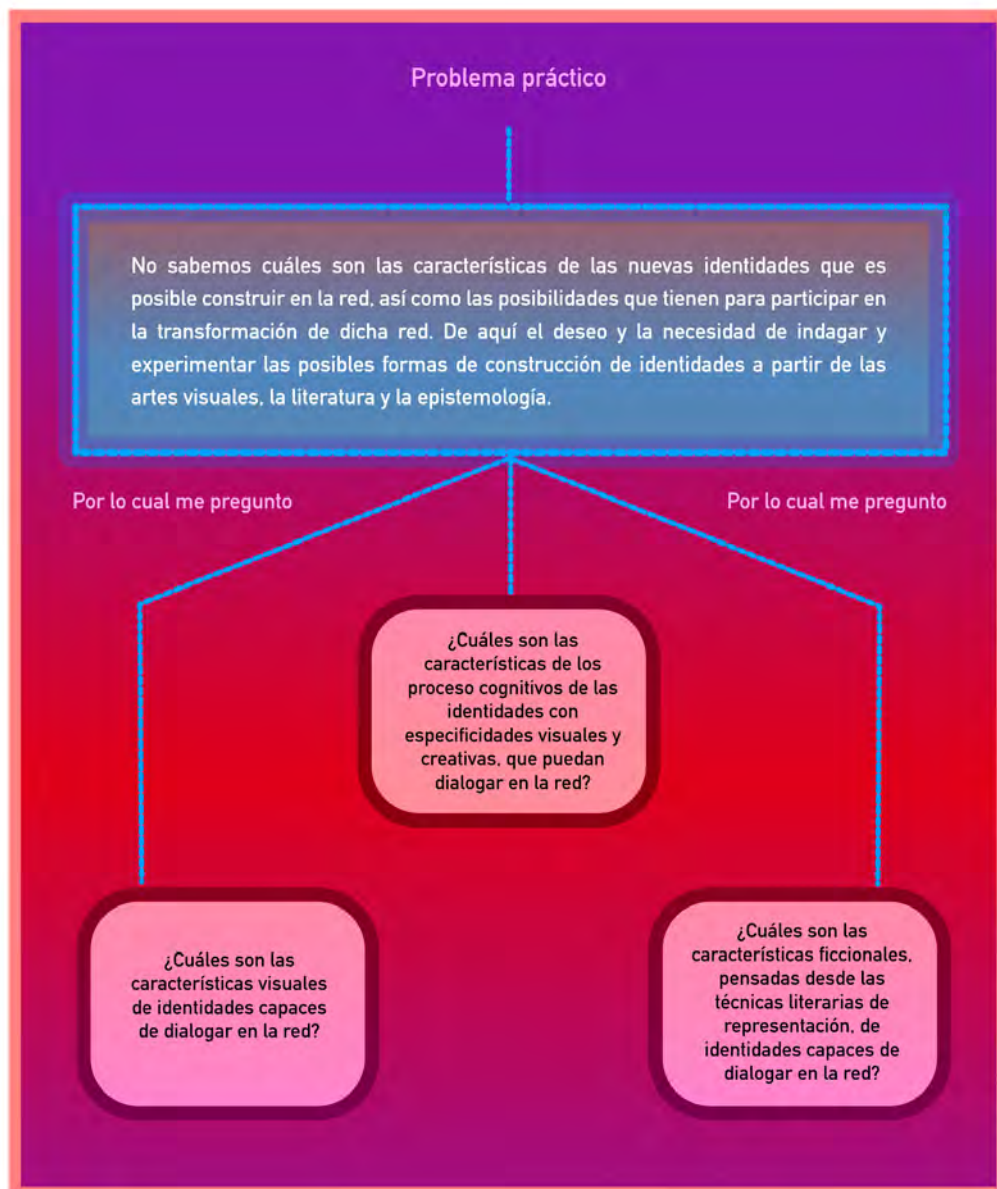 Problema práctico
No sabemos cuáles son las características de las nuevas identidades que es
posible construir en la red, así como las posibilidades que tienen para participar en
la transformación de dicha red. De aquí el deseo y la necesidad de indagar y
experimentar las posibles formas de construcción de identidades a partir de las
artes visuales, la literatura y la epistemología.
Por lo cual me pregunto
Por lo cual me pregunto
¿Cuáles son las
características de los
proceso cognitivos de las
identidades con
especificidades visuales y
creativas, que puedan
dialogar en la red?
¿Cuáles son las
características visuales
de identidades capaces
de dialogar en la red?
¿Cuáles son las
características ficcionales,
pensadas desde las
técnicas literarias de
representación, de
identidades capaces de
dialogar en la red?